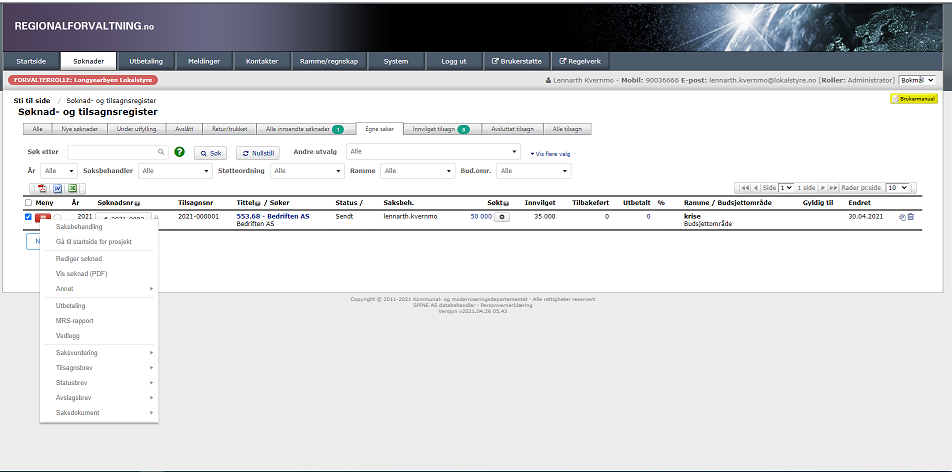 REGIONALFORVALTNING.no
Startside Søknader Utbetaling Meldinger Kontakter Ramme/regnskap System Logg ut Brukerstøtte Regelverk
FORVALTERROLLE: Longyearbyen Lokalstyre Lennarth Kvernmo - Mobil: 90036666 E-post: lennarth.kvernmo@lokalstyre.no [Roller: Administrator] Bokmål
Sti til side / Søknad- og tilsagnsregister Brukermanual
Søknad- og tilsagnsregister
Alle Nye søknader Under utfylling Avslått Retur/trukket Alle innsendte søknader 1 Egne saker Innvilget tilsagn 0 Avsluttet tilsagn Alle tilsagn
Søk etter ? Søk Nullstill Andre utvalg Alle Vis flere valg
År Alle Saksbehandler Alle Støtteordning Alle Ramme Alle Bud.omr. Alle
Side 1 1 side Rader pr.side 10
Meny År Søknadsnr Tilsagnsnr Tittel / Søker Status / Saksbeh. Søkt Innvilget Tilbakeført Utbetalt % Ramme / Budsjettområde Gyldig til Endret
2021 2021-0002 2021-000001 553.68 - Bedriften AS Sendt lennarth.kvernmo 50 000 35 000 0 0 krise 30.04.2021
Bedriften AS Budsjettområde
N
Saksbehandling
Gå til startside for prosjekt
Rediger søknad
Vis søknad (PDF)
Annet
Utbetaling
MRS-rapport
Vedlegg
Saksvurdering
Tilsagnsbrev
Statusbrev
Avslagsbrev
Saksdokument
Copyright © 2011-2021 Kommunal- og moderniseringsdepartementet - Alle rettigheter reservert
SPINE AS databehandler - Personvernerklæring
Versjon v2021.04.26 05.43